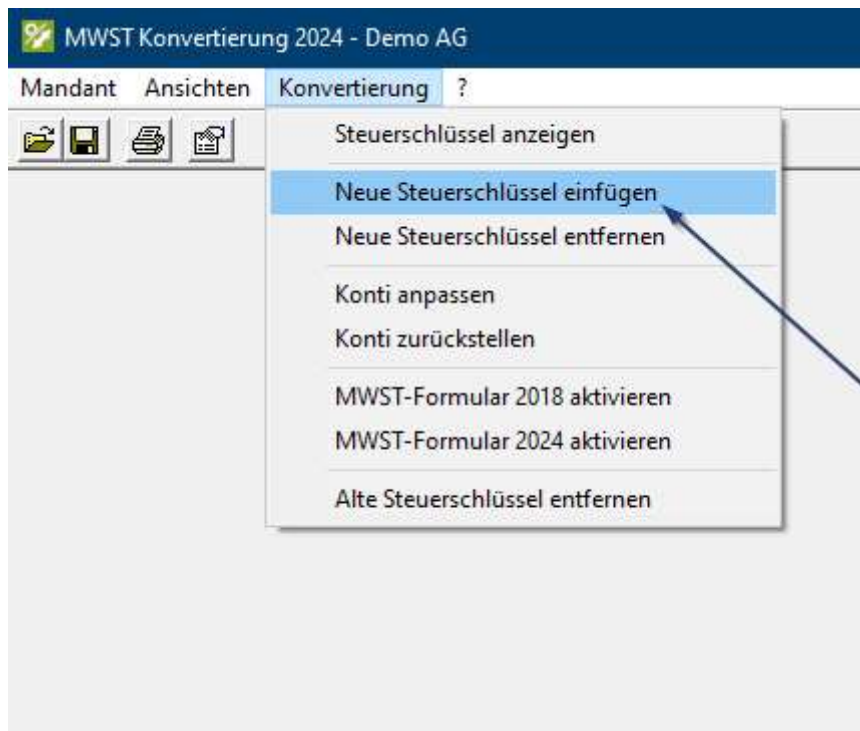 MWST Konvertierung 2024 - Demo AG
Mandant Ansichten Konvertierung ?
Steuerschlüssel anzeigen
Neue Steuerschlüssel einfügen
Neue Steuerschlüssel entfernen
Konti anpassen
Konti zurückstellen
MWST-Formular 2018 aktivieren
MWST-Formular 2024 aktivieren
Alte Steuerschlüssel entfernen